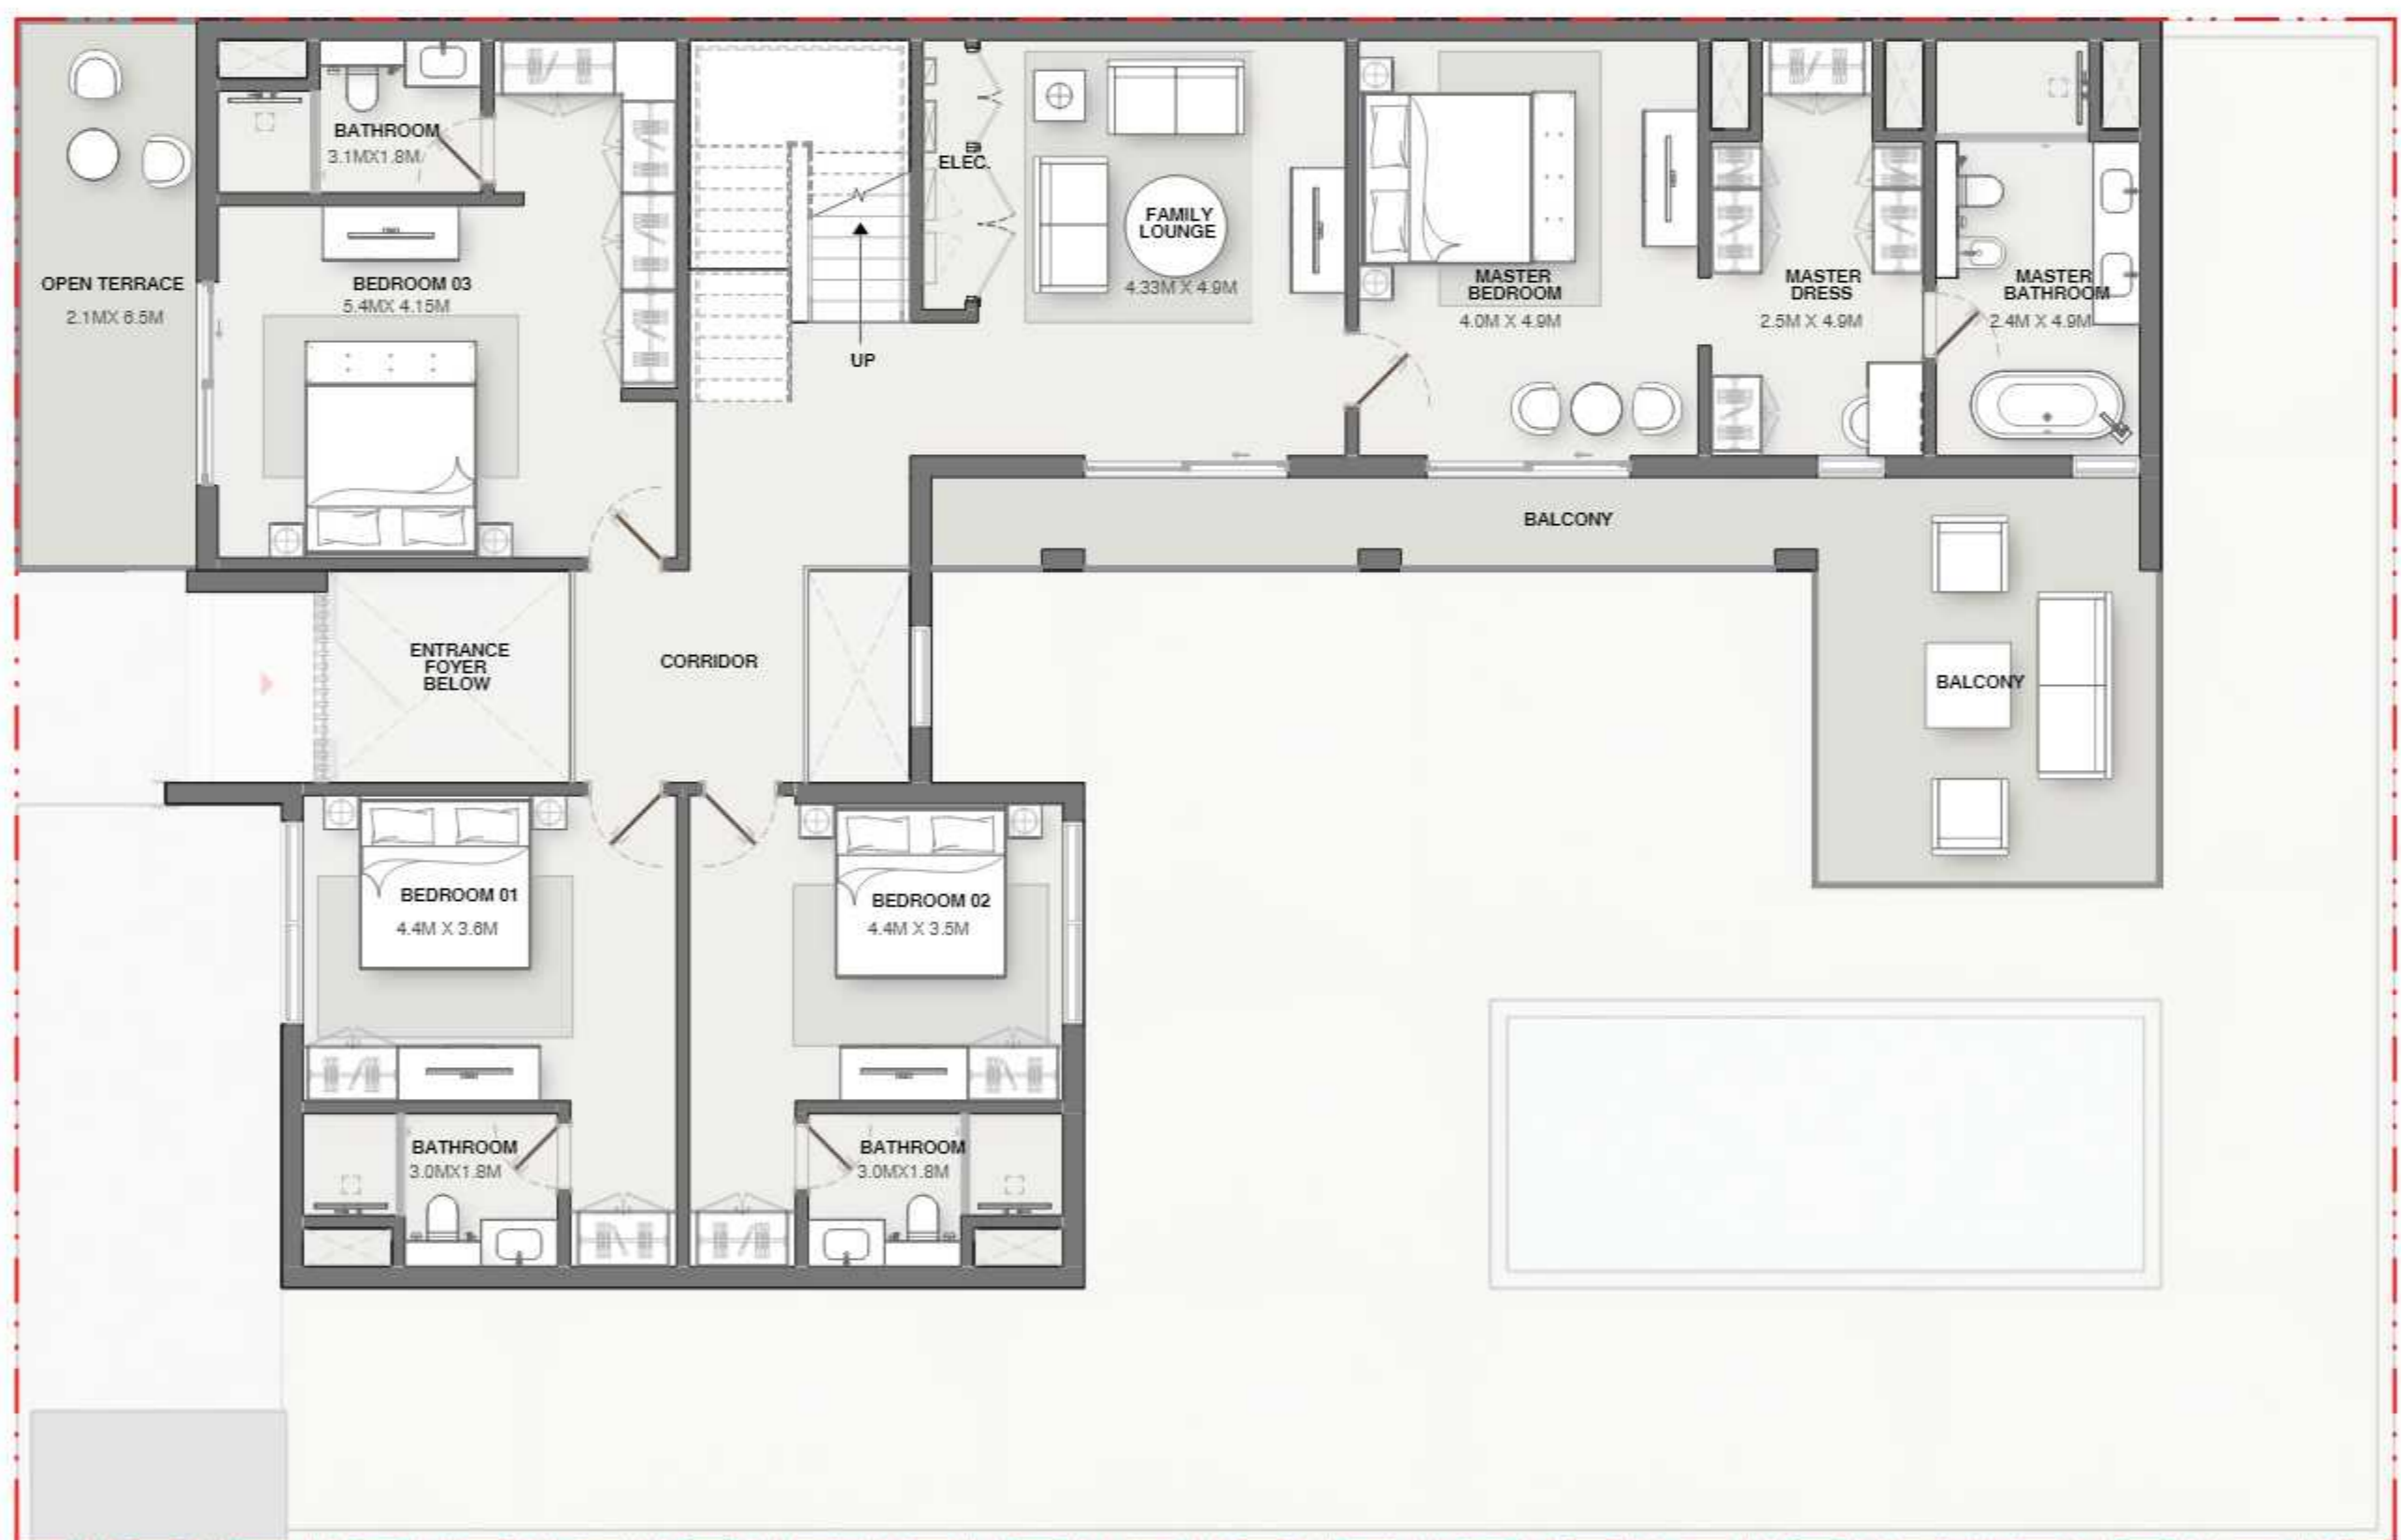 BATHROOM
3.1MX1.8M
ELEC.
FAMILY
LOUNGE
4.33M X 4.9M
OPEN TERRACE
2.1MX 6.5M
BEDROOM 03
5.4MX 4.15M
UP
MASTER
BEDROOM
4.0M X 4.9M
MASTER
DRESS
2.5M X 4.9M
MASTER
BATHROOM
2.4M X 4.9M
BALCONY
ENTRANCE
FOYER
BELOW
CORRIDOR
BALCONY
BEDROOM 01
4.4M X 3.6M
BEDROOM 02
4.4M X 3.5M
BATHROOM
3.0MX1.8M
BATHROOM
3.0MX1.8M